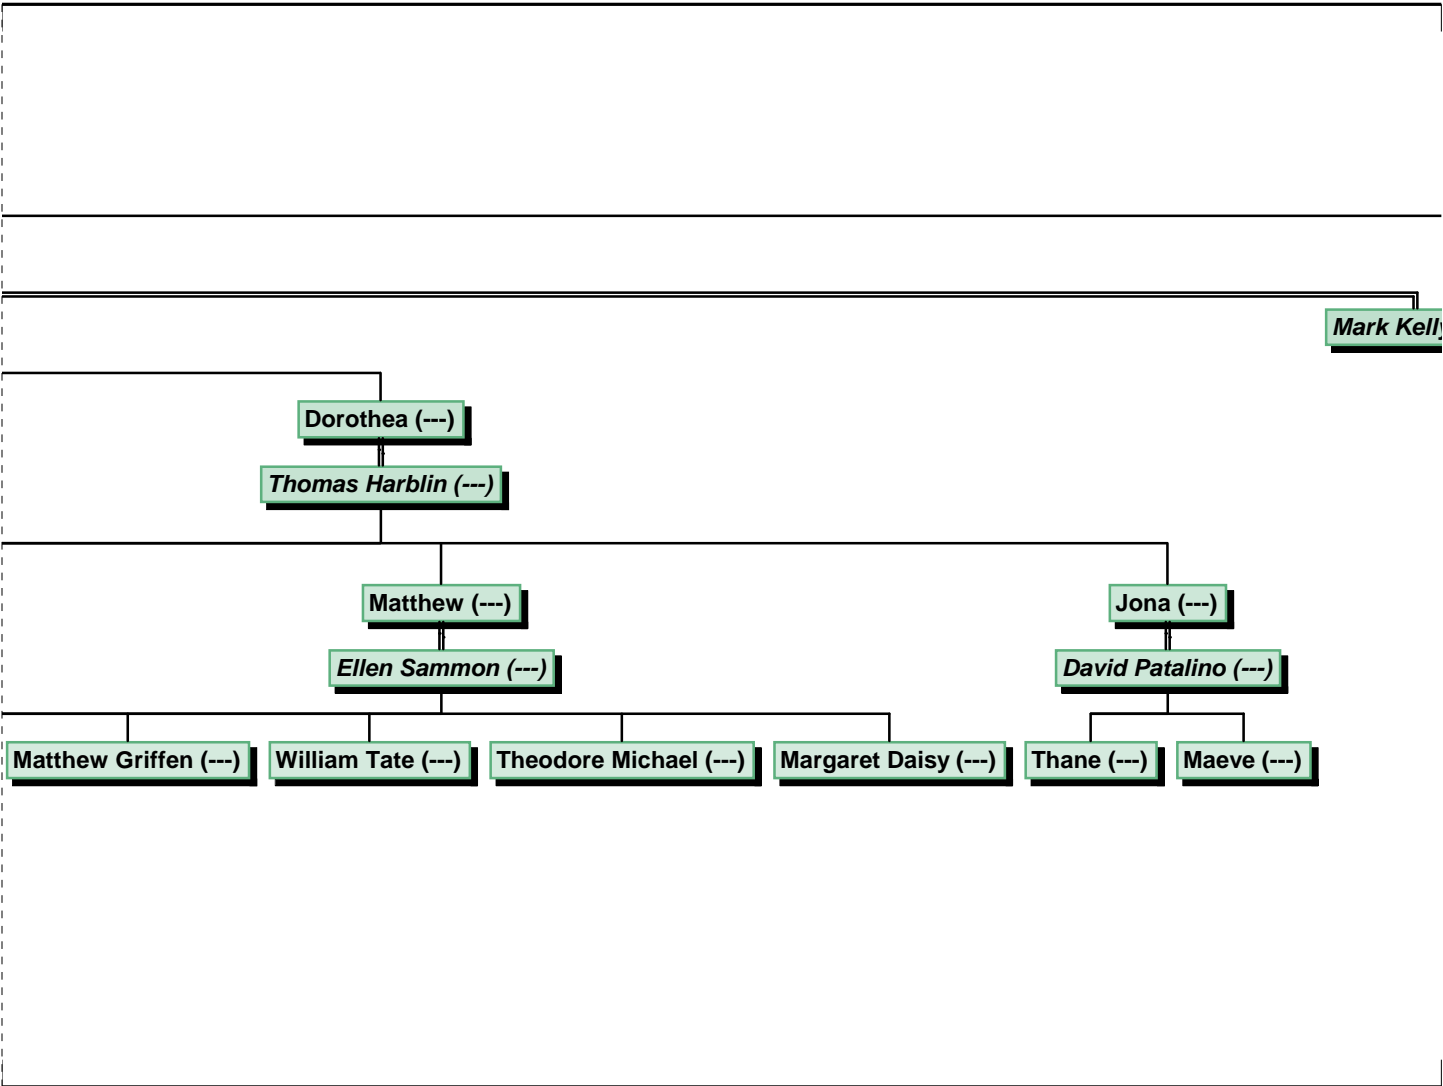 Mark Kelly
Dorothea (---)
Thomas Harblin (---)
Matthew (---)
Jona (---)
Ellen Sammon (---)
David Patalino (---)
Matthew Griffen (---)
William Tate (---)
Theodore Michael (---)
Margaret Daisy (---)
Thane (---)
Maeve (---)